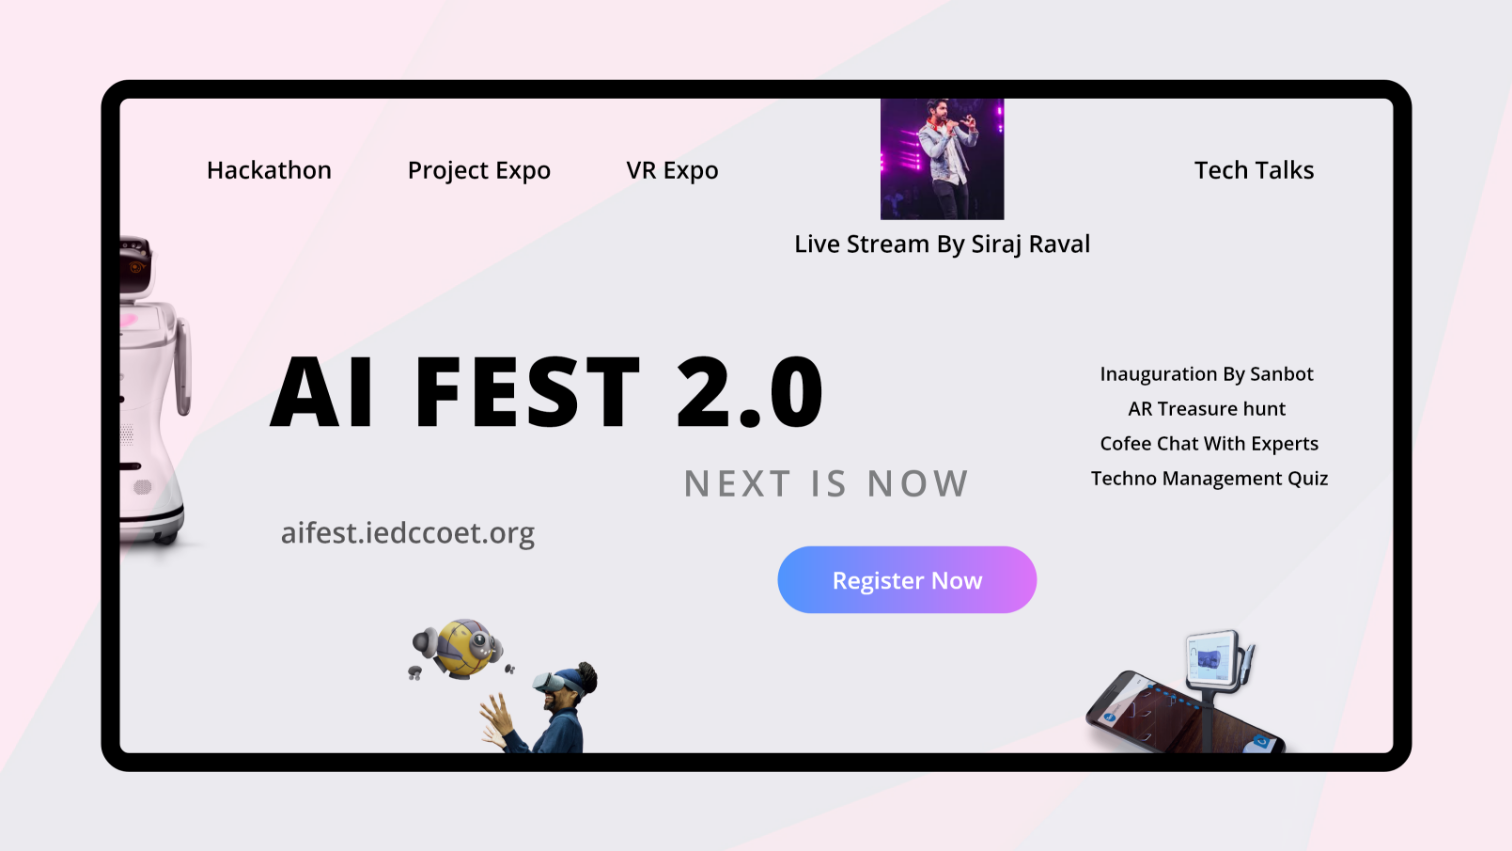 Hackathon
Project Expo
VR Expo
Live Stream By Siraj Raval
Tech Talks
AI FEST 2.0
NEXT IS NOW
aifest.iedccoet.org
Register Now
Inauguration By Sanbot
AR Treasure hunt
Cofee Chat With Experts
Techno Management Quiz